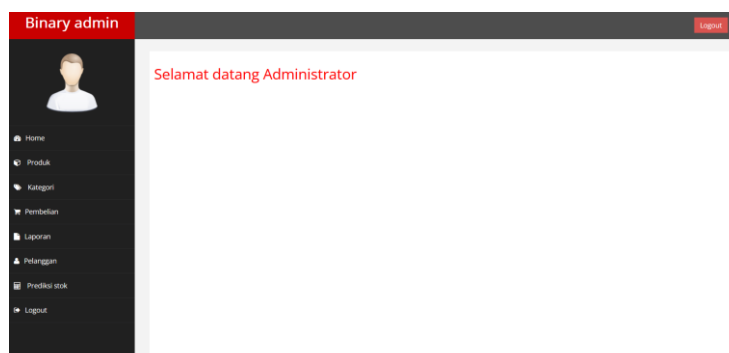 Binary admin
Logout
Selamat datang Administrator
Home
Produk
Kategori
Pembelian
Laporan
Pelanggan
Prediksi stok
Logout